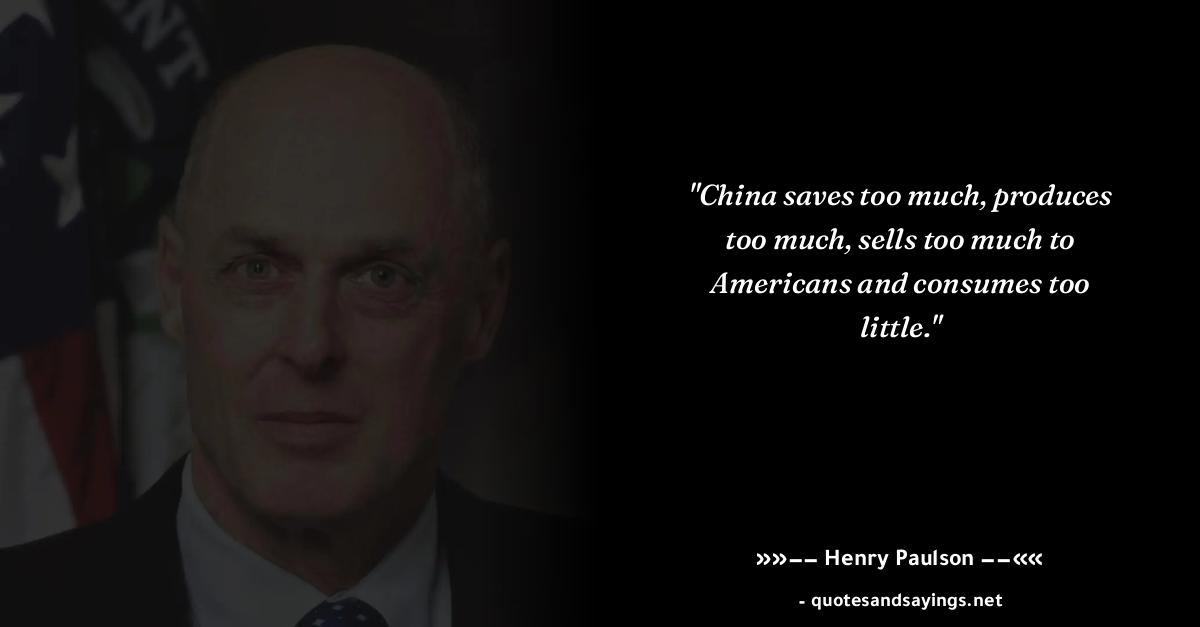 ENT
"China saves too much, produces
too much, sells too much to
Americans and consumes too
little."
»»−− Henry Paulson −−««
- quotesandsayings.net